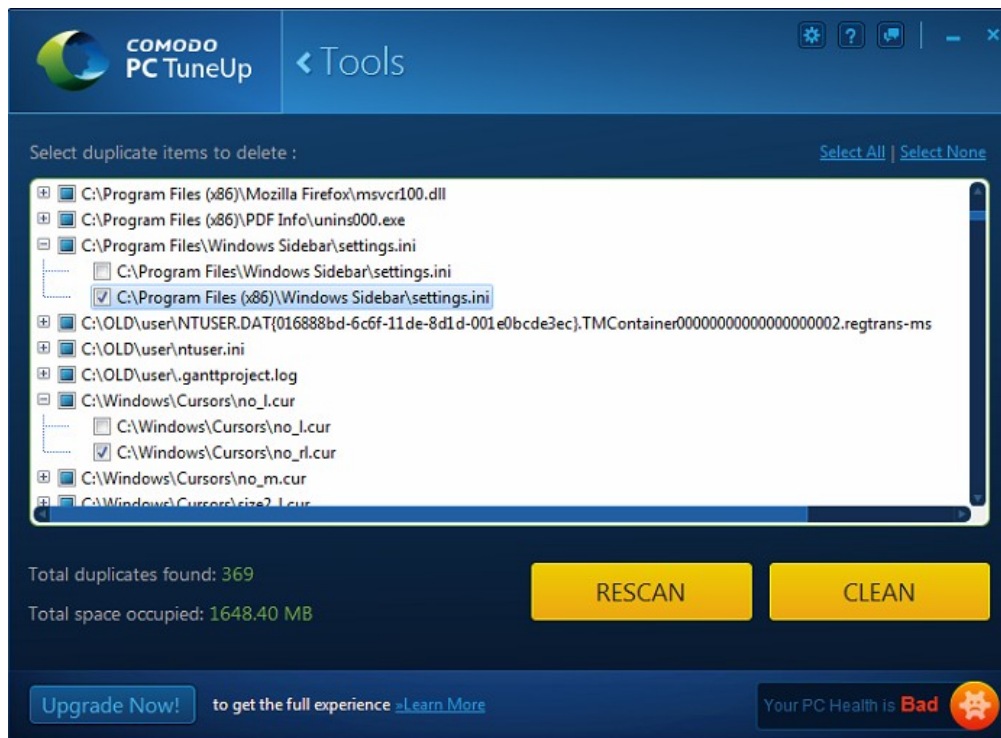 COMODO
PC TuneUp
Tools
?
Select duplicate items to delete :
Select All | Select None
C:\Program Files (x86)\Mozilla Firefox\msvcr100.dll
C:\Program Files (x86)\PDF Info\unins000.exe
C:\Program Files\Windows Sidebar\settings.ini
C:\Program Files\Windows Sidebar\settings.ini
C:\Program Files (x86)\Windows Sidebar\settings.ini
C:\OLD\user\NTUSER.DAT{016888bd-6c6f-11de-8d1d-001e0bcde3ec}.TMContainer00000000000000000002.regtrans-ms
C:\OLD\user\ntuser.ini
C:\OLD\user\.ganttproject.log
C:\Windows\Cursors\no_l.cur
C:\Windows\Cursors\no_l.cur
C:\Windows\Cursors\no_rl.cur
C:\Windows\Cursors\no_m.cur
C:\Windows\Cursors\size2_l.cur
Total duplicates found: 369
Total space occupied: 1648.40 MB
RESCAN
CLEAN
Upgrade Now!
to get the full experience »Learn More
Your PC Health is Bad